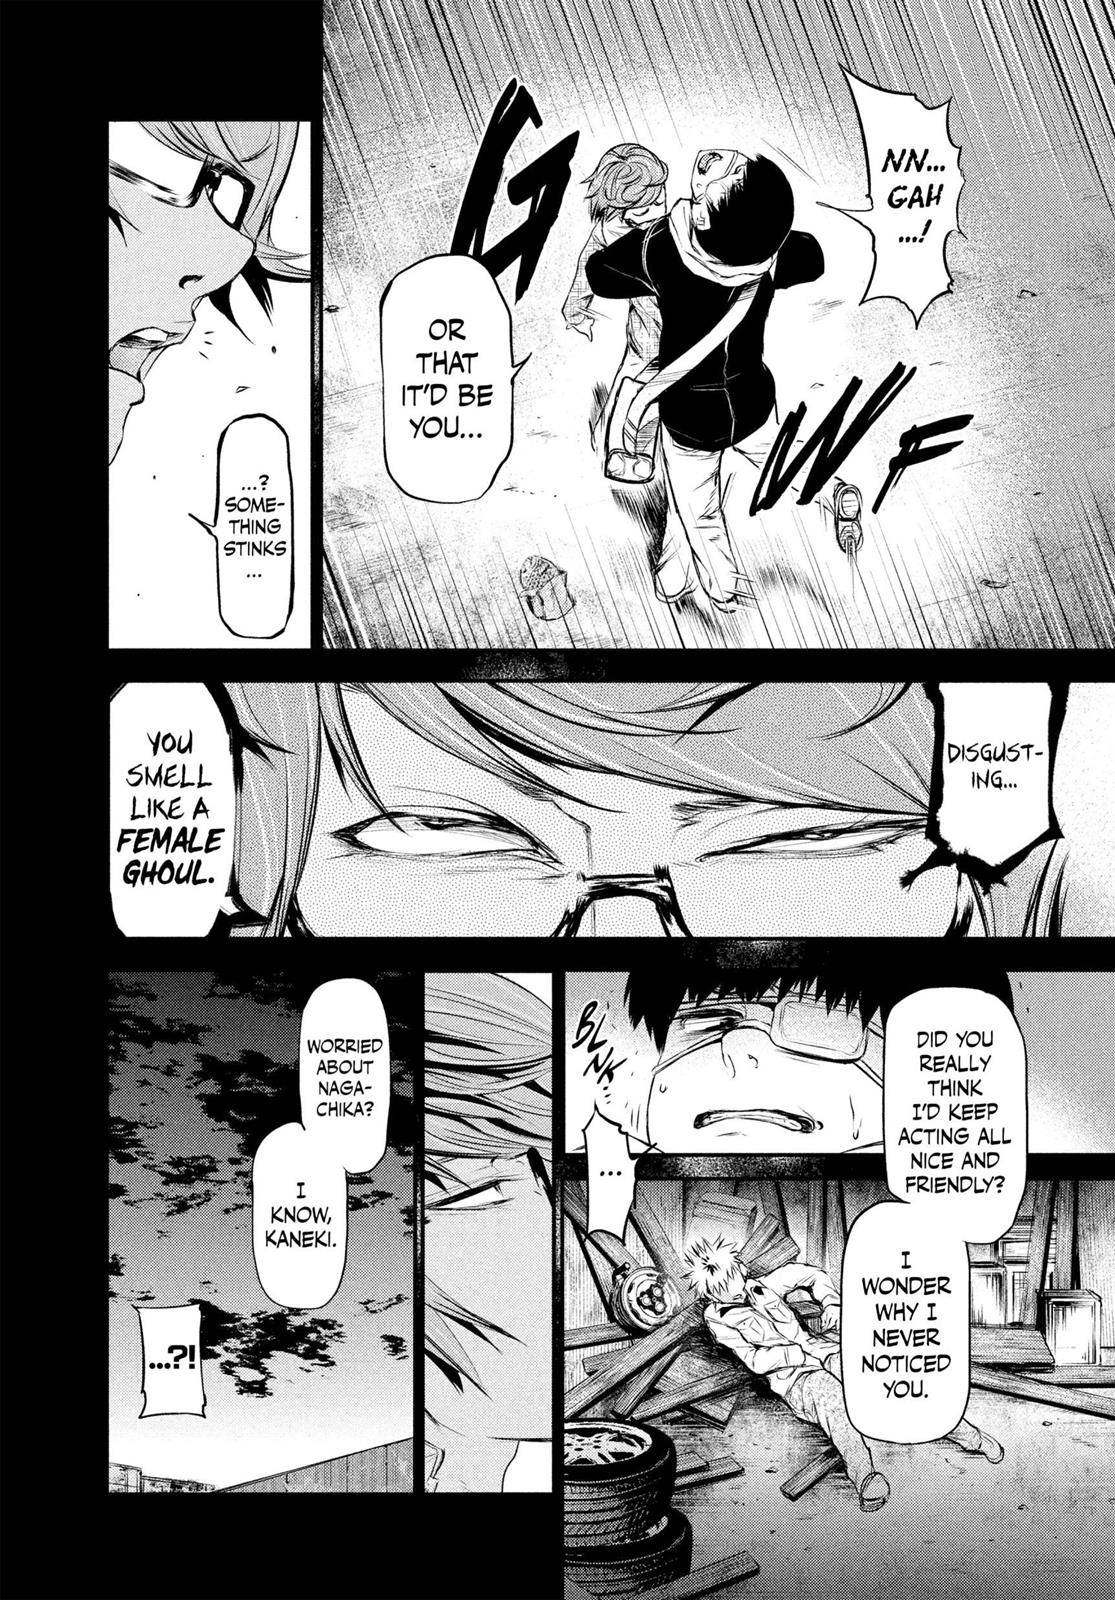 NN...
GAH
...!
G
W
F
OR
THAT
IT'D BE
YOU...
...?
SOME-
THING
STINKS
...
DISGUST-
ING...
YOU
SMELL
LIKE A
FEMALE
GHOUL.
DID YOU
REALLY
THINK
I'D KEEP
ACTING ALL
NICE AND
FRIENDLY?
BLNK
...
I
WONDER
WHY I
NEVER
NOTICED
YOU.
WORRIED
ABOUT
NAGA-
CHIKA?
I
KNOW,
KANEKI.
...?!